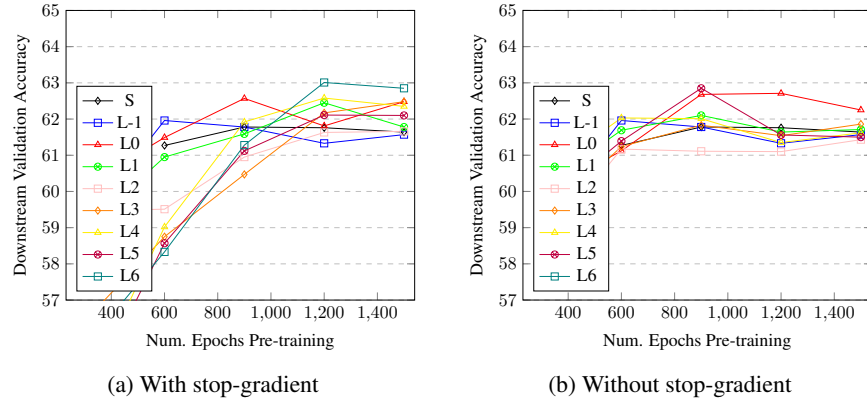 65
64
63
62
61
60
59
58
57
Downstream Validation Accuracy
S
L-1
L0
L1
L2
L3
L4
L5
L6
400 600 800 1,000 1,200 1,400
Num. Epochs Pre-training
(a) With stop-gradient
65
64
63
62
61
60
59
58
57
Downstream Validation Accuracy
S
L-1
L0
L1
L2
L3
L4
L5
L6
400 600 800 1,000 1,200 1,400
Num. Epochs Pre-training
(b) Without stop-gradient